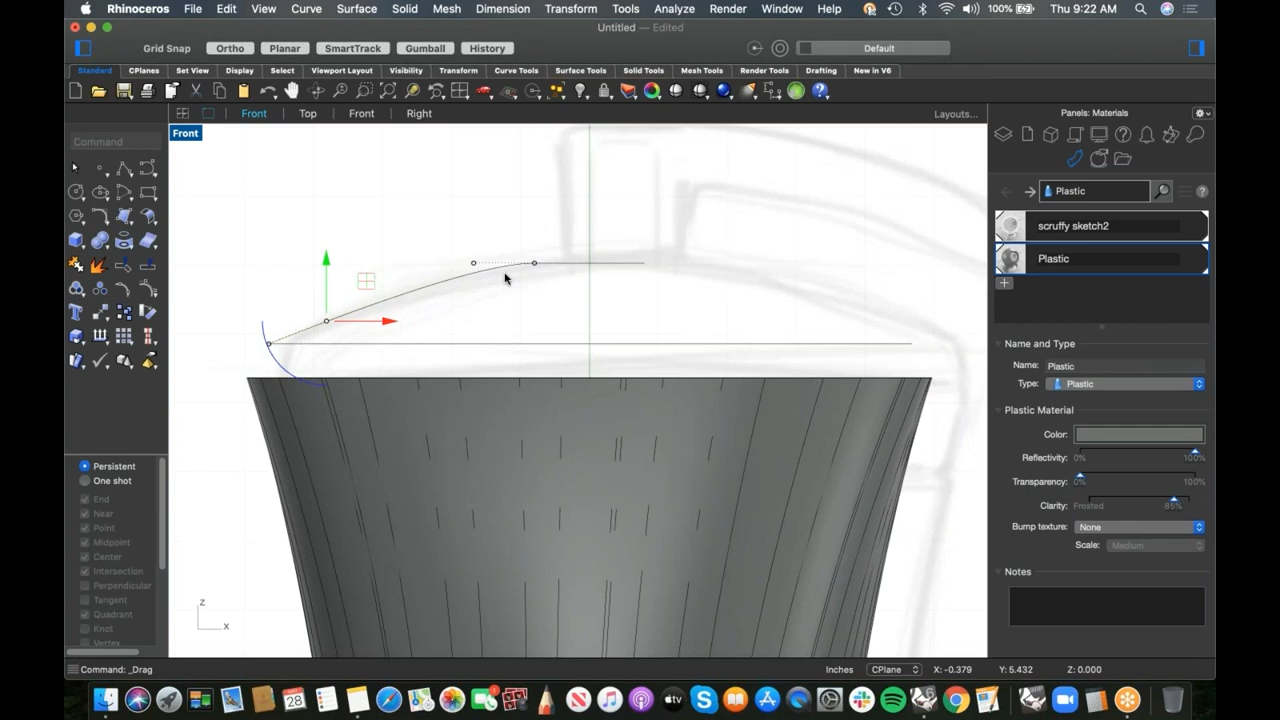 Rhinoceros File Edit View Curve Surface Solid Mesh Dimension Transform Tools Analyze Render Window Help 100% Thu 9:22 AM
Untitled — Edited
Grid Snap Ortho Planar SmartTrack Gumball History Default
Standard CPlanes Set View Display Select Viewport Layout Visibility Transform Curve Tools Surface Tools Solid Tools Mesh Tools Render Tools Drafting New in V6
Front Top Front Right Layouts... Panels: Materials
Front
Command
Plastic
scruffy sketch2
Plastic
Name and Type
Name: Plastic
Type: Plastic
Plastic Material
Color:
Reflectivity: 0% 100%
Transparency: 0% 100%
Clarity: Frosted 85%
Bump texture: None
Scale: Medium
Notes
Persistent
One shot
End
Near
Point
Midpoint
Center
Intersection
Perpendicular
Tangent
Quadrant
Knot
Vertex
z
x
Command: _Drag Inches CPlane X: -0.379 Y: 5.432 Z: 0.000
28